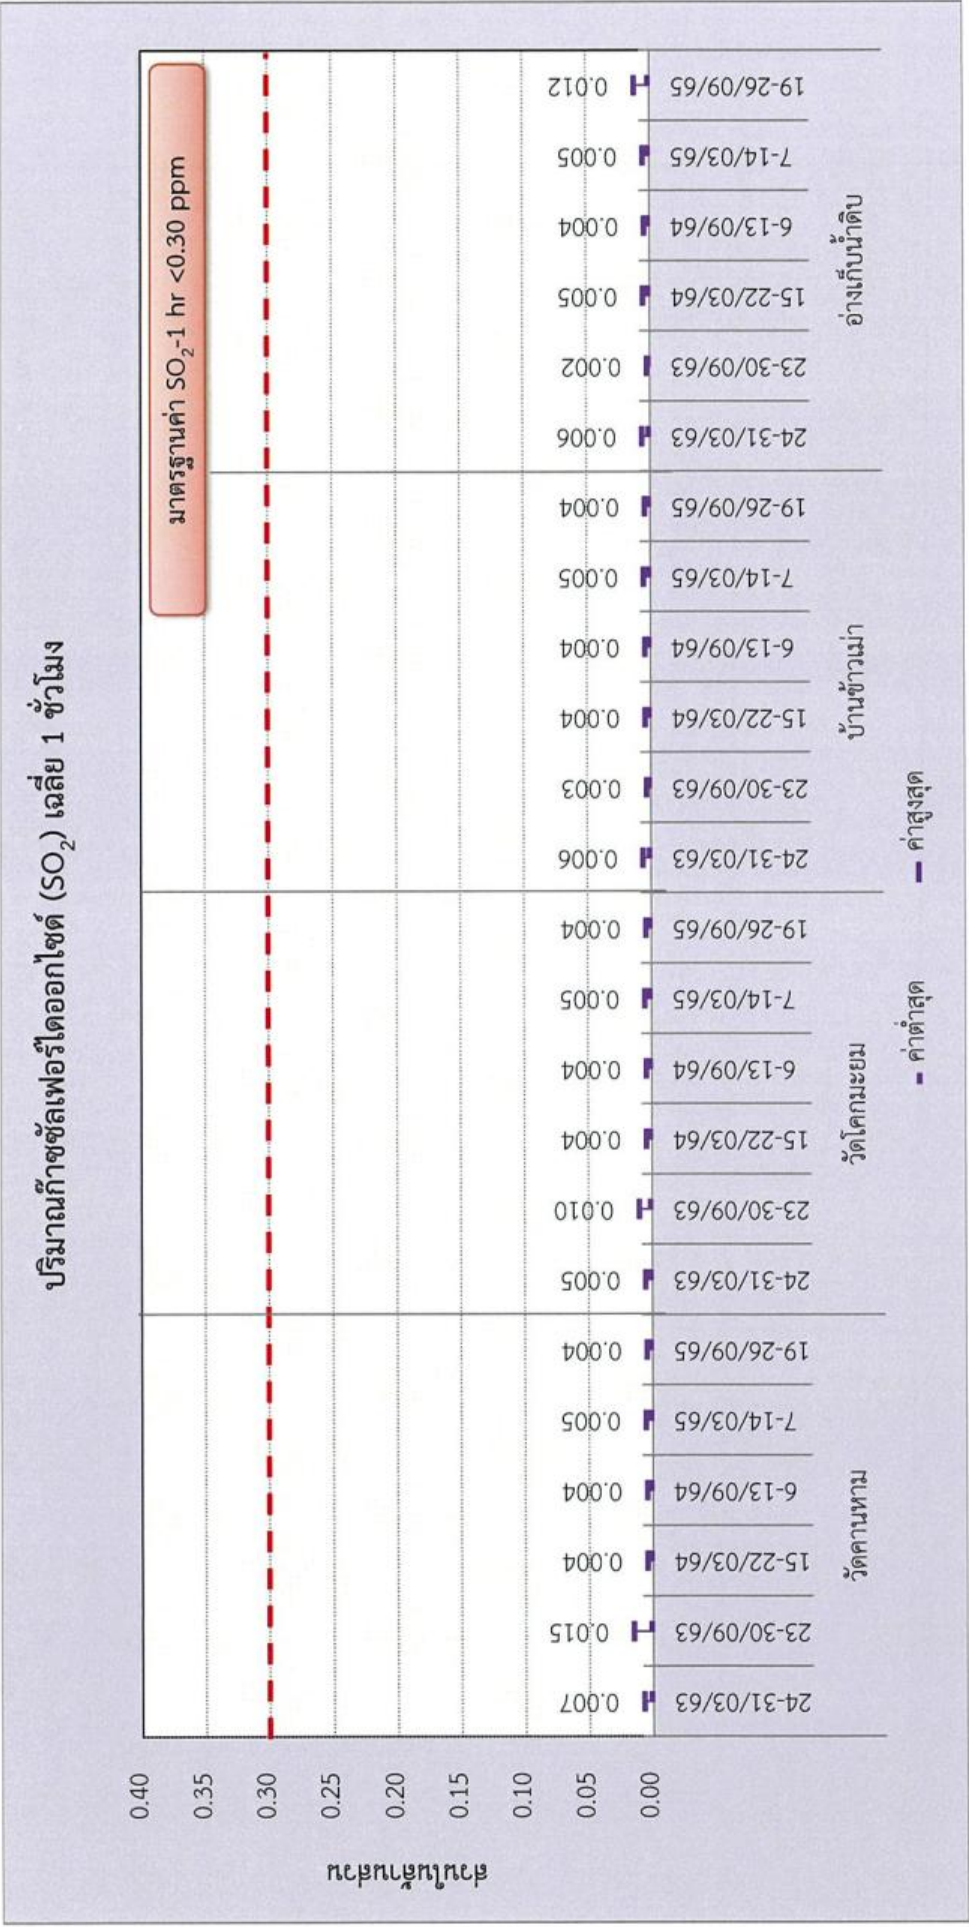 ปริมาณก๊าซซัลเฟอร์ไดออกไซด์ (SO₂) เฉลี่ย 1 ชั่วโมง
มาตรฐานค่า SO₂-1 hr <0.30 ppm
ส่วนในล้านส่วน
0.40
0.35
0.30
0.25
0.20
0.15
0.10
0.05
0.00
0.007 0.015 0.004 0.004 0.005 0.004 0.005 0.010 0.004 0.004 0.005 0.004 0.006 0.003 0.004 0.004 0.005 0.004 0.006 0.002 0.005 0.004 0.005 0.012
24-31/03/63 23-30/09/63 15-22/03/64 6-13/09/64 7-14/03/65 19-26/09/65 24-31/03/63 23-30/09/63 15-22/03/64 6-13/09/64 7-14/03/65 19-26/09/65 24-31/03/63 23-30/09/63 15-22/03/64 6-13/09/64 7-14/03/65 19-26/09/65 24-31/03/63 23-30/09/63 15-22/03/64 6-13/09/64 7-14/03/65 19-26/09/65
วัดคานหาม วัดโคกมะยม บ้านข้าวเม่า อ่างเก็บน้ำดิบ
ค่าต่ำสุด ค่าสูงสุด